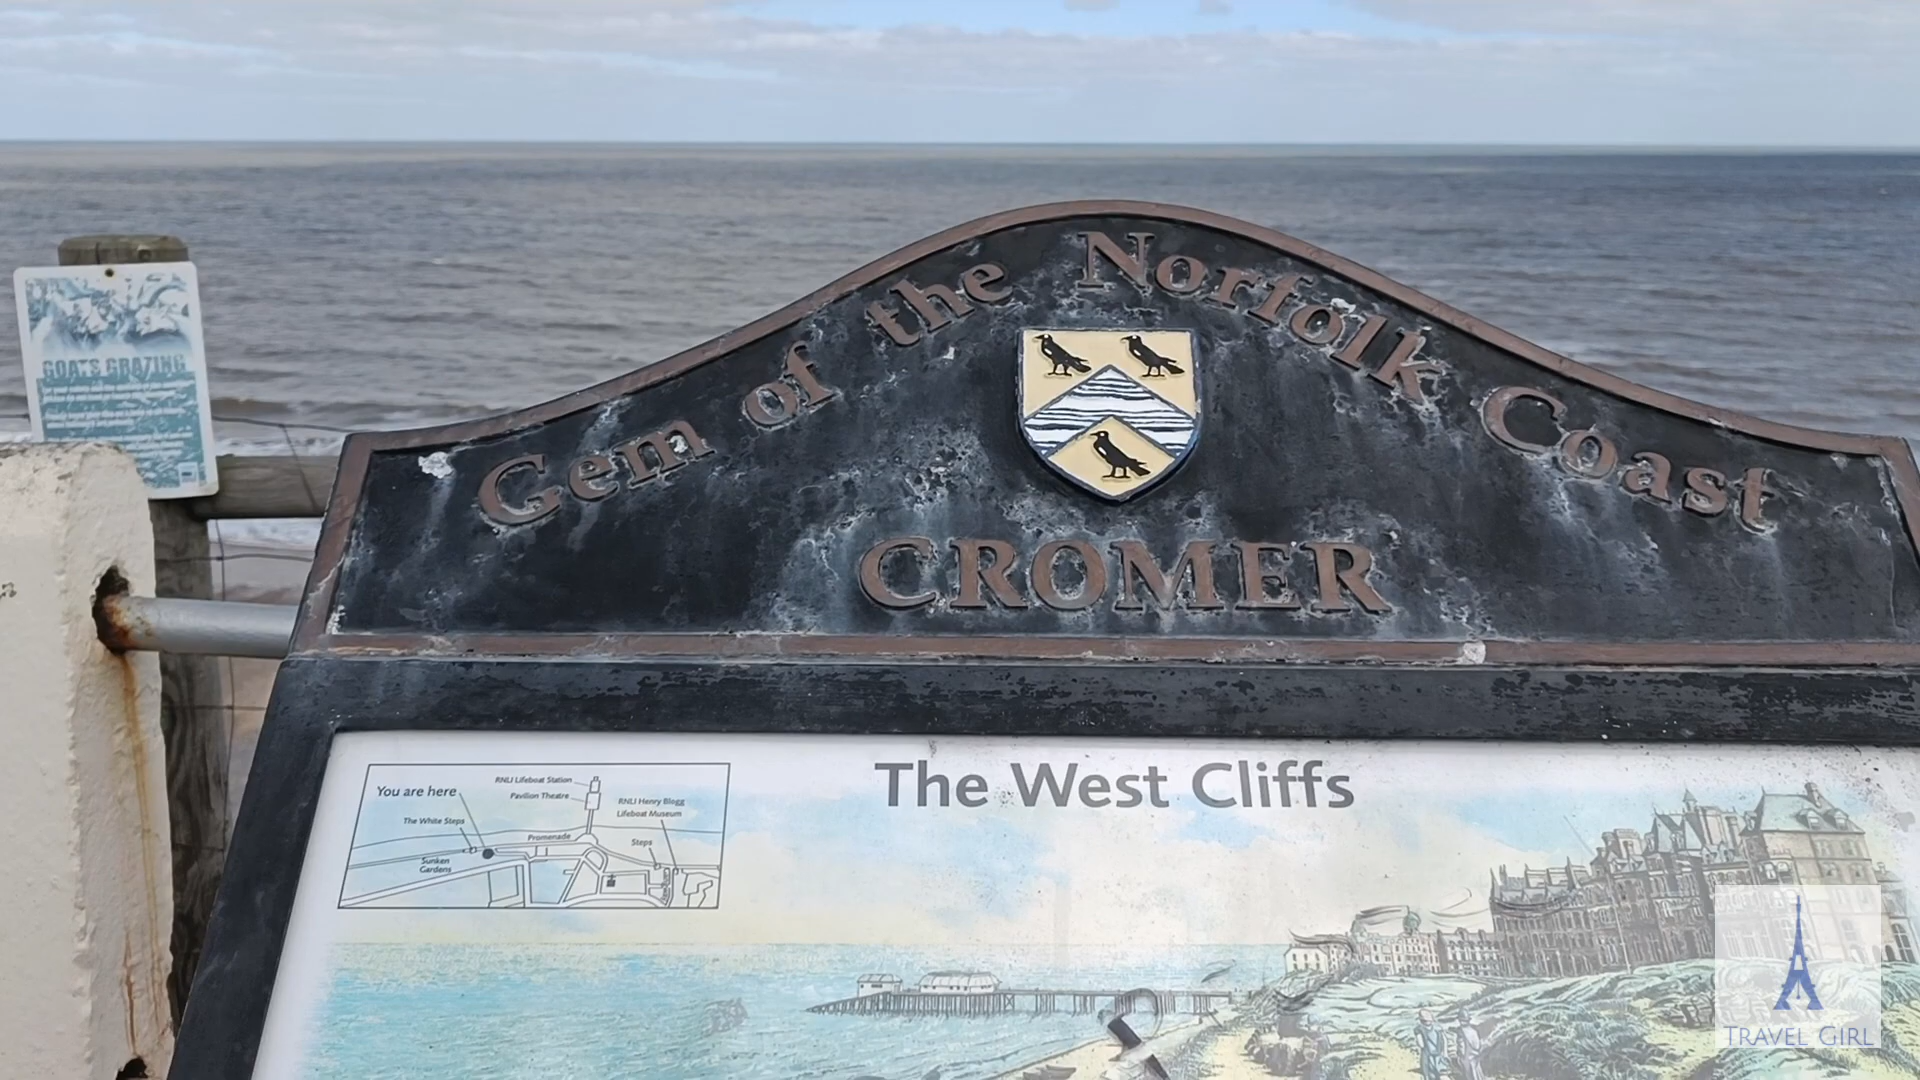 GOATS GRAZING
Gem of the Norfolk Coast
CROMER
The West Cliffs
You are here
The White Steps
Sunken
Gardens
RNLI Lifeboat Station
Pavilion Theatre
Promenade
RNLI Henry Blogg
Lifeboat Museum
Steps
TRAVEL GIRL